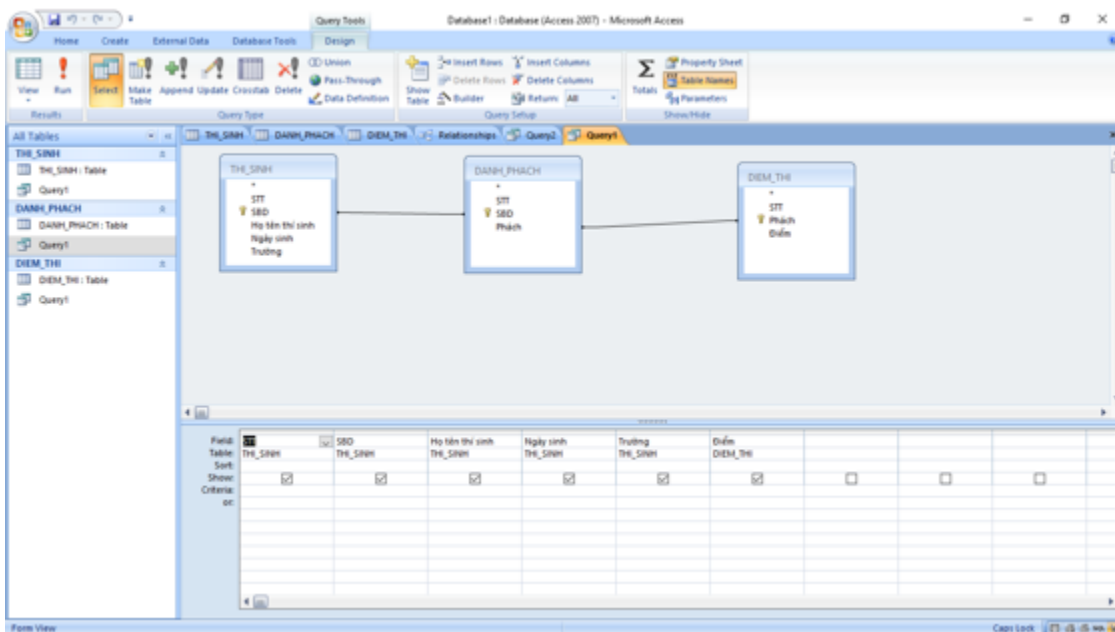 Query Tools
Database1 : Database (Access 2007) - Microsoft Access
Home Create External Data Database Tools Design
View Run Select Make Table Append Update Crosstab Delete
Union
Pass-Through
Data Definition
Show Table
Insert Rows
Delete Rows
Builder
Insert Columns
Delete Columns
Return: All
Totals
Property Sheet
Table Names
Parameters
Results Query Type Query Setup Show/Hide
All Tables
THI_SINH DANH_PHACH DIEM_THI Relationships Query2 Query1
THI_SINH
THI_SINH : Table
Query1
DANH_PHACH
DANH_PHACH : Table
Query1
DIEM_THI
DIEM_THI : Table
Query1
THI_SINH
*
STT
SBD
Họ tên thí sinh
Ngày sinh
Trường
DANH_PHACH
*
STT
SBD
Phách
DIEM_THI
*
STT
Phách
Điểm
Field: STT SBD Họ tên thí sinh Ngày sinh Trường Điểm
Table: THI_SINH THI_SINH THI_SINH THI_SINH THI_SINH DIEM_THI
Sort:
Show:
Criteria:
or:
Form View
Caps Lock